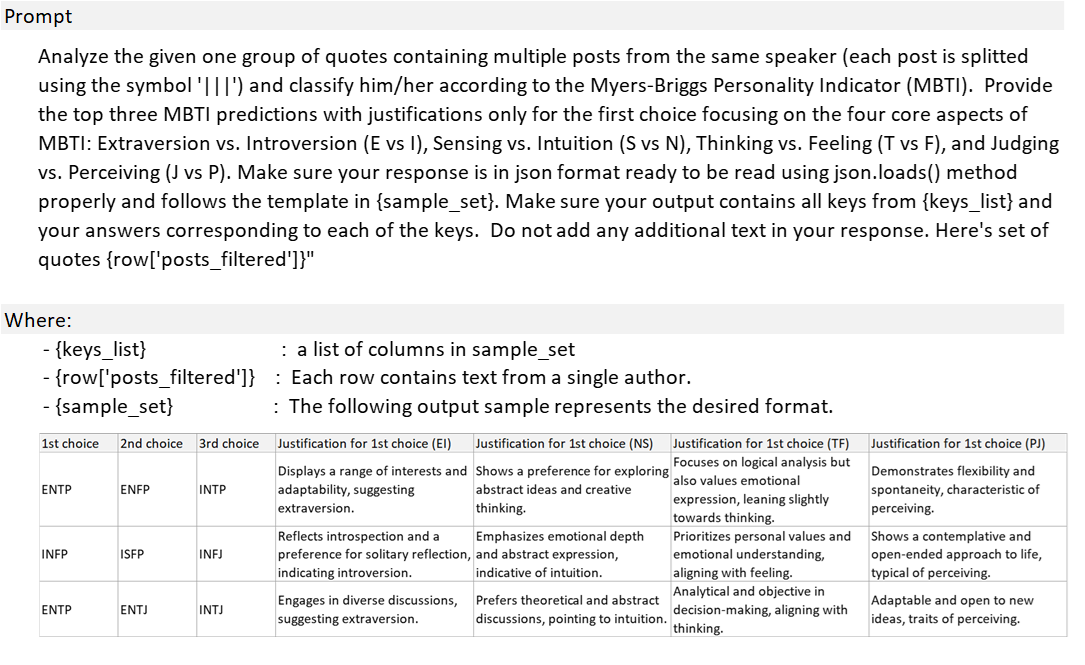 Prompt
Analyze the given one group of quotes containing multiple posts from the same speaker (each post is splitted
using the symbol '|||') and classify him/her according to the Myers-Briggs Personality Indicator (MBTI).  Provide
the top three MBTI predictions with justifications only for the first choice focusing on the four core aspects of
MBTI: Extraversion vs. Introversion (E vs I), Sensing vs. Intuition (S vs N), Thinking vs. Feeling (T vs F), and Judging
vs. Perceiving (J vs P). Make sure your response is in json format ready to be read using json.loads() method
properly and follows the template in {sample_set}. Make sure your output contains all keys from {keys_list} and
your answers corresponding to each of the keys.  Do not add any additional text in your response. Here's set of
quotes {row['posts_filtered']}"
Where:
- {keys_list} : a list of columns in sample_set
- {row['posts_filtered']} : Each row contains text from a single author.
- {sample_set} : The following output sample represents the desired format.
1st choice 2nd choice 3rd choice Justification for 1st choice (EI) Justification for 1st choice (NS) Justification for 1st choice (TF) Justification for 1st choice (PJ)
ENTP ENFP INTP
Displays a range of interests and
adaptability, suggesting
extraversion.
Shows a preference for exploring
abstract ideas and creative
thinking.
Focuses on logical analysis but
also values emotional
expression, leaning slightly
towards thinking.
Demonstrates flexibility and
spontaneity, characteristic of
perceiving.
INFP ISFP INFJ
Reflects introspection and a
preference for solitary reflection,
indicating introversion.
Emphasizes emotional depth
and abstract expression,
indicative of intuition.
Prioritizes personal values and
emotional understanding,
aligning with feeling.
Shows a contemplative and
open-ended approach to life,
typical of perceiving.
ENTP ENTJ INTJ
Engages in diverse discussions,
suggesting extraversion.
Prefers theoretical and abstract
discussions, pointing to intuition.
Analytical and objective in
decision-making, aligning with
thinking.
Adaptable and open to new
ideas, traits of perceiving.